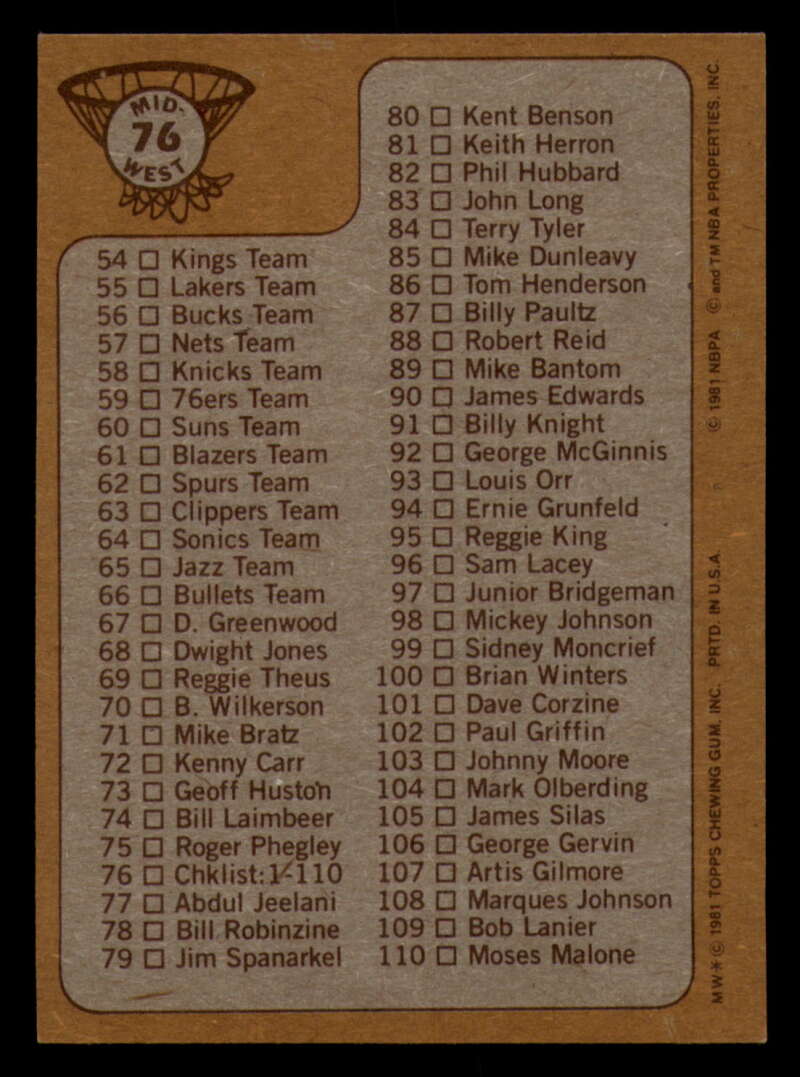 MID-
76
WEST
54 □ Kings Team
55 □ Lakers Team
56 □ Bucks Team
57 □ Nets Team
58 □ Knicks Team
59 □ 76ers Team
60 □ Suns Team
61 □ Blazers Team
62 □ Spurs Team
63 □ Clippers Team
64 □ Sonics Team
65 □ Jazz Team
66 □ Bullets Team
67 □ D. Greenwood
68 □ Dwight Jones
69 □ Reggie Theus
70 □ B. Wilkerson
71 □ Mike Bratz
72 □ Kenny Carr
73 □ Geoff Huston
74 □ Bill Laimbeer
75 □ Roger Phegley
76 □ Chklist:1-110
77 □ Abdul Jeelani
78 □ Bill Robinzine
79 □ Jim Spanarkel
80 □ Kent Benson
81 □ Keith Herron
82 □ Phil Hubbard
83 □ John Long
84 □ Terry Tyler
85 □ Mike Dunleavy
86 □ Tom Henderson
87 □ Billy Paultz
88 □ Robert Reid
89 □ Mike Bantom
90 □ James Edwards
91 □ Billy Knight
92 □ George McGinnis
93 □ Louis Orr
94 □ Ernie Grunfeld
95 □ Reggie King
96 □ Sam Lacey
97 □ Junior Bridgeman
98 □ Mickey Johnson
99 □ Sidney Moncrief
100 □ Brian Winters
101 □ Dave Corzine
102 □ Paul Griffin
103 □ Johnny Moore
104 □ Mark Olberding
105 □ James Silas
106 □ George Gervin
107 □ Artis Gilmore
108 □ Marques Johnson
109 □ Bob Lanier
110 □ Moses Malone
MW* © 1981 TOPPS CHEWING GUM, INC. PRTD. IN U.S.A. © 1981 NBPA © and TM NBA PROPERTIES, INC.